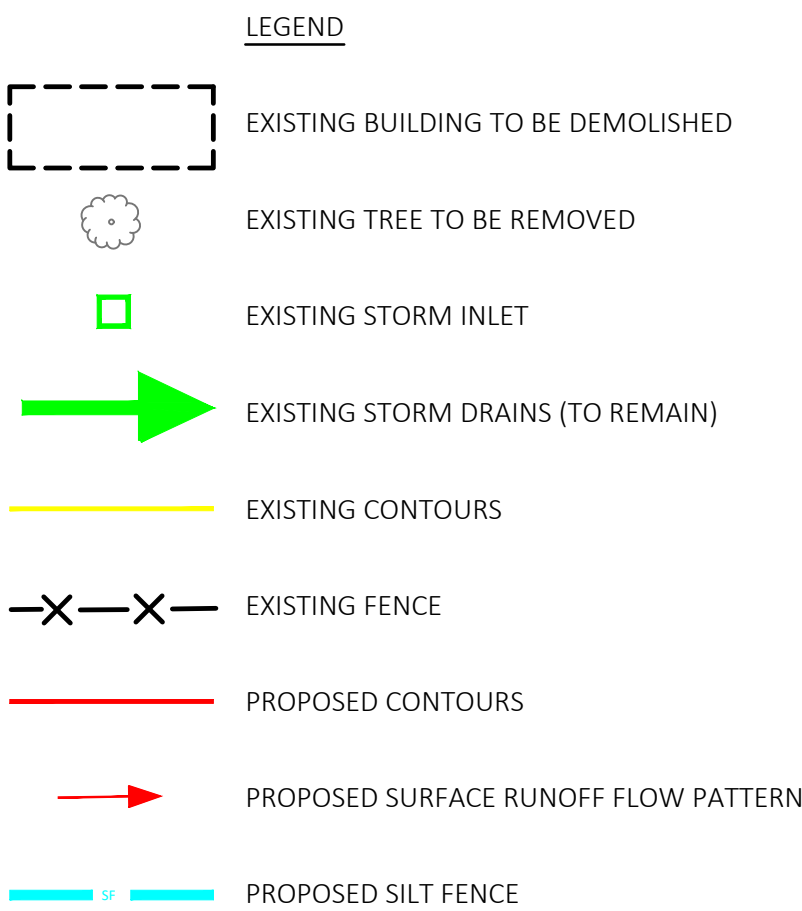 LEGEND
EXISTING BUILDING TO BE DEMOLISHED
EXISTING TREE TO BE REMOVED
EXISTING STORM INLET
EXISTING STORM DRAINS (TO REMAIN)
EXISTING CONTOURS
EXISTING FENCE
PROPOSED CONTOURS
PROPOSED SURFACE RUNOFF FLOW PATTERN
SF PROPOSED SILT FENCE